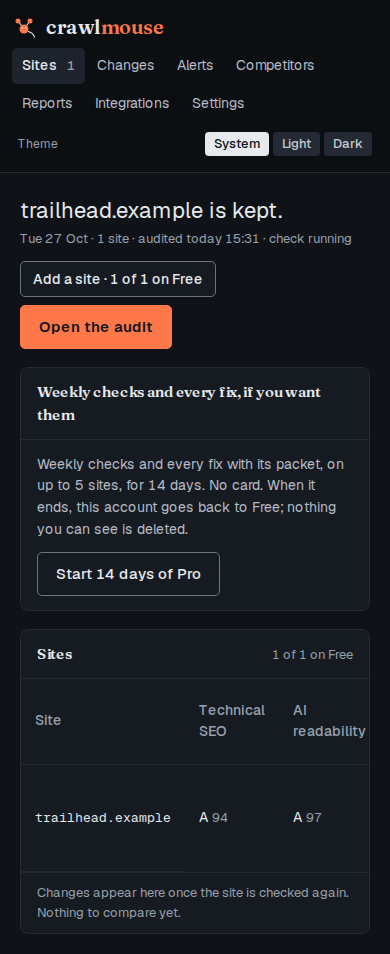 crawlmouse
Sites 1 Changes Alerts Competitors
Reports Integrations Settings
Theme System Light Dark
trailhead.example is kept.
Tue 27 Oct · 1 site · audited today 15:31 · check running
Add a site · 1 of 1 on Free
Open the audit
Weekly checks and every fix, if you want
them
Weekly checks and every fix with its packet, on
up to 5 sites, for 14 days. No card. When it
ends, this account goes back to Free; nothing
you can see is deleted.
Start 14 days of Pro
Sites 1 of 1 on Free
Site Technical SEO AI readability
trailhead.example A 94 A 97
Changes appear here once the site is checked again.
Nothing to compare yet.